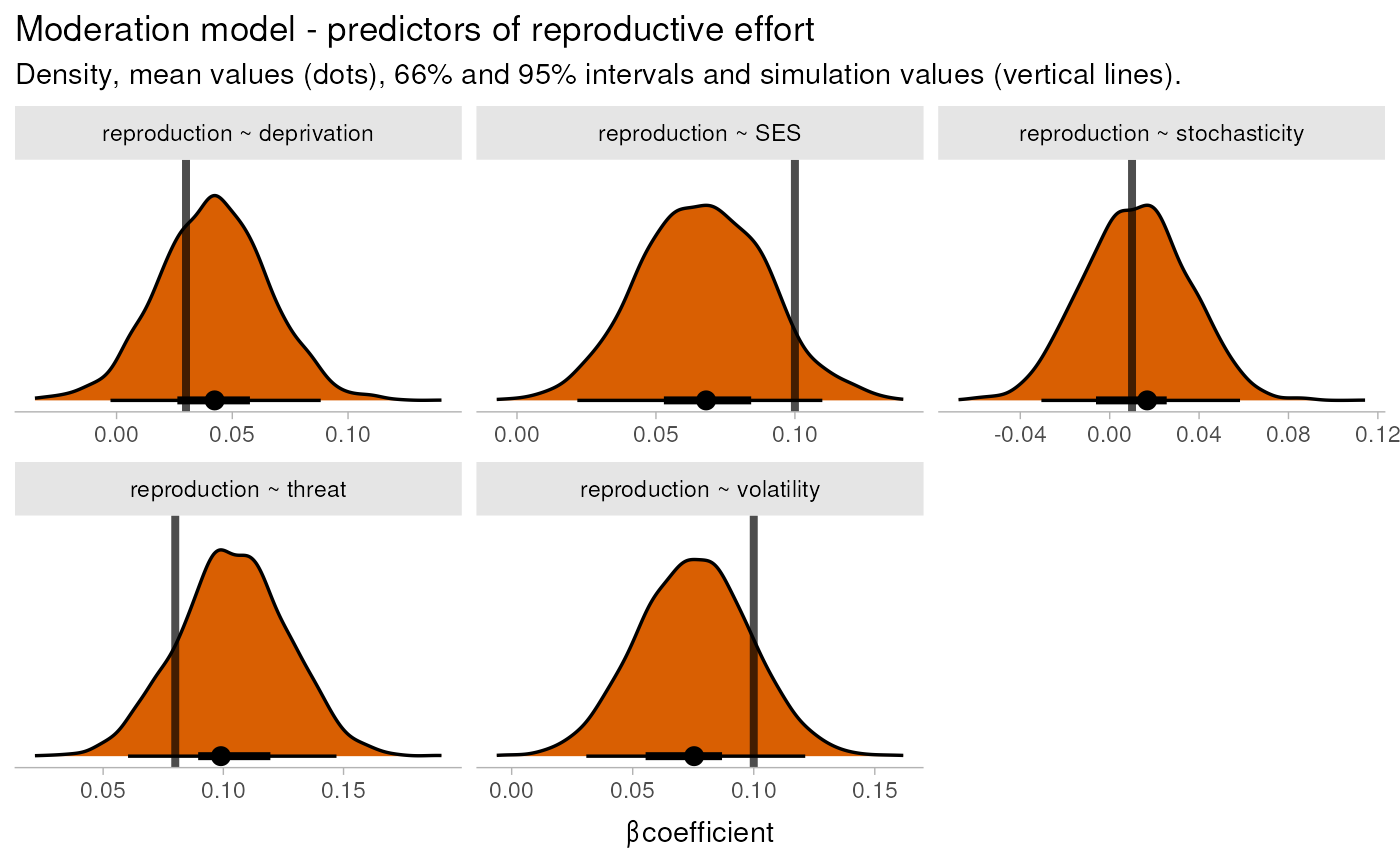 Moderation model - predictors of reproductive effort
Density, mean values (dots), 66% and 95% intervals and simulation values (vertical lines).
reproduction ~ deprivation
reproduction ~ SES
reproduction ~ stochasticity
0.00 0.05 0.10
0.00 0.05 0.10
-0.04 0.00 0.04 0.08 0.12
reproduction ~ threat
reproduction ~ volatility
0.05 0.10 0.15
0.00 0.05 0.10 0.15
βcoefficient